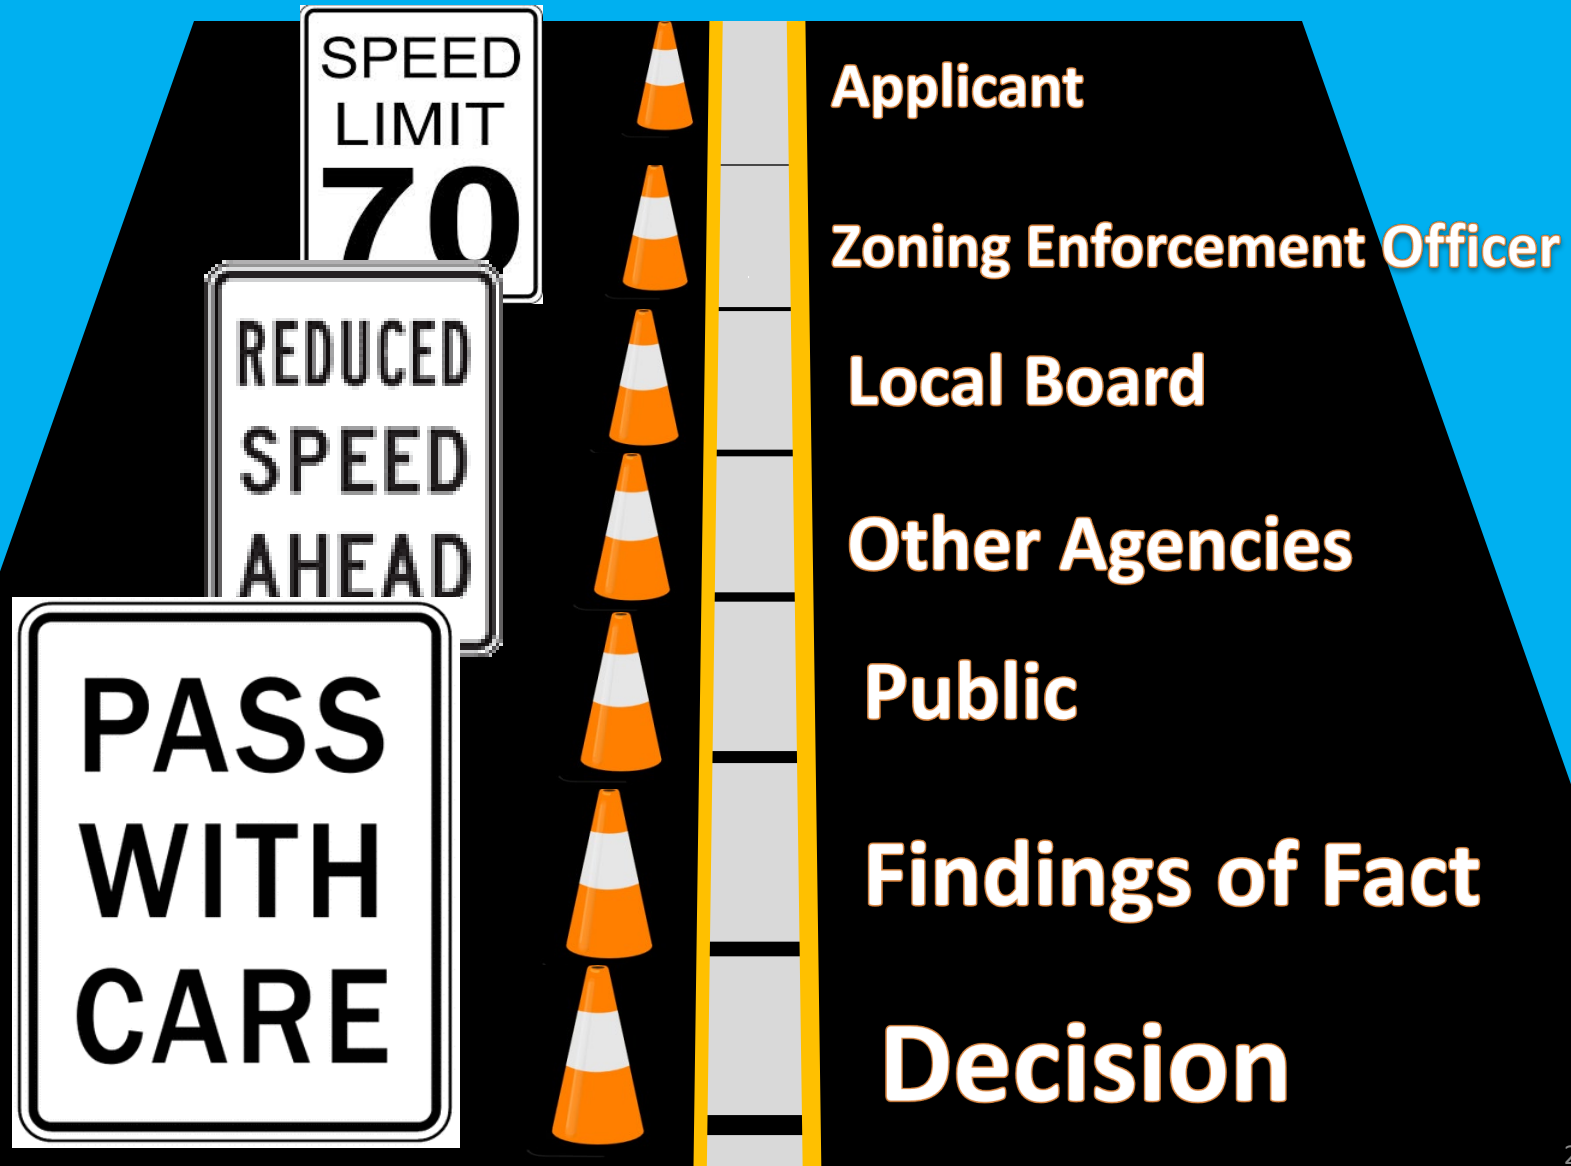 SPEED
LIMIT
70
REDUCED
SPEED
AHEAD
PASS
WITH
CARE
Applicant
Zoning Enforcement Officer
Local Board
Other Agencies
Public
Findings of Fact
Decision